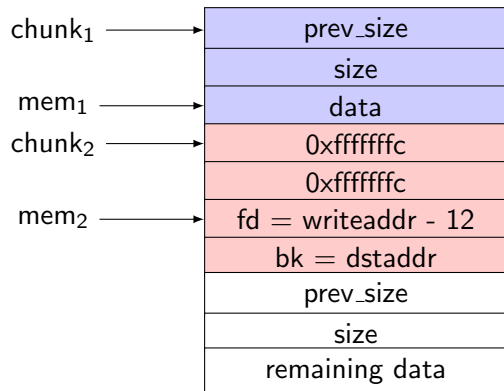 chunk₁ prev_size
size
mem₁ data
chunk₂ 0xfffffffc
0xfffffffc
mem₂ fd = writeaddr - 12
bk = dstaddr
prev_size
size
remaining data